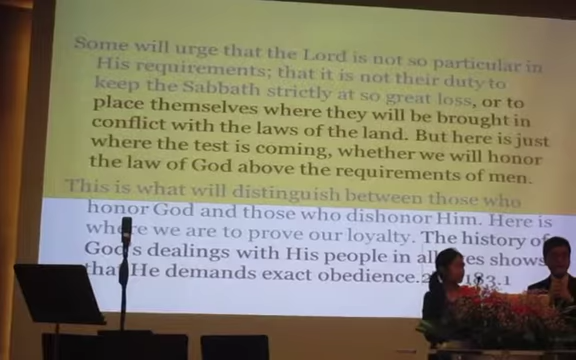 Some will urge that the Lord is not so particular in
His requirements; that it is not their duty to
keep the Sabbath strictly at so great loss, or to
place themselves where they will be brought in
conflict with the laws of the land. But here is just
where the test is coming, whether we will honor
the law of God above the requirements of men.
This is what will distinguish between those who
honor God and those who dishonor Him. Here is
where we are to prove our loyalty. The history of
God's dealings with His people in all ages shows
that He demands exact obedience. 183.1